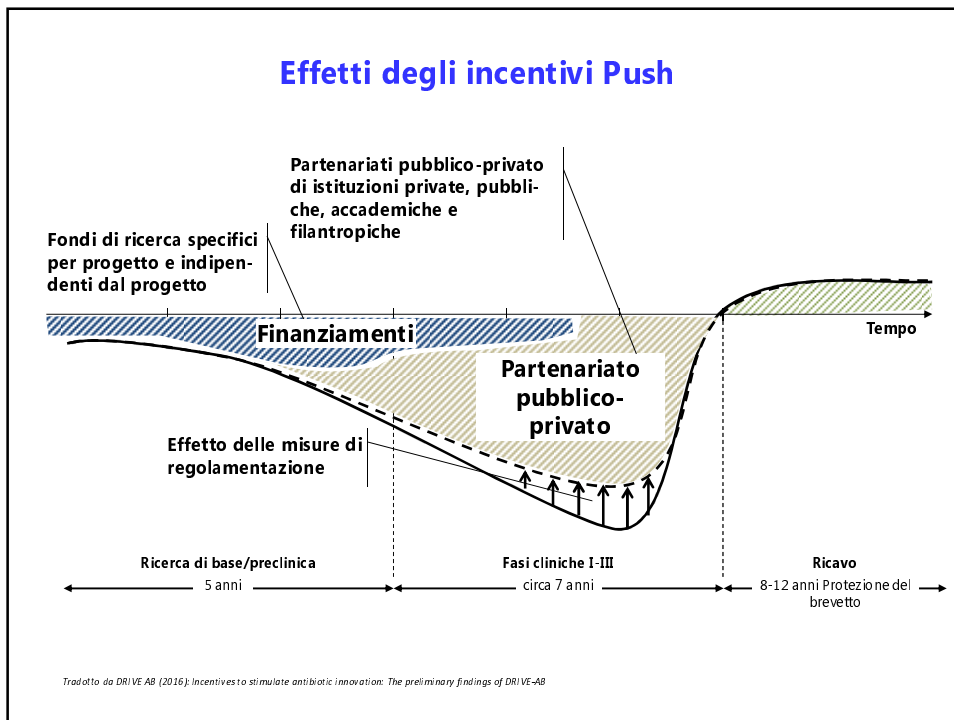 Effetti degli incentivi Push
Partenariati pubblico-privato
di istituzioni private, pubbli-
che, accademiche e
filantropiche
Fondi di ricerca specifici
per progetto e indipen-
denti dal progetto
Finanziamenti
Tempo
Partenariato
pubblico-
privato
Effetto delle misure di
regolamentazione
Ricerca di base/preclinica
Fasi cliniche I-III
Ricavo
5 anni
circa 7 anni
8-12 anni Protezione del
brevetto
Tradotto da DRIVE AB (2016): Incentives to stimulate antibiotic innovation: The preliminary findings of DRIVE-AB